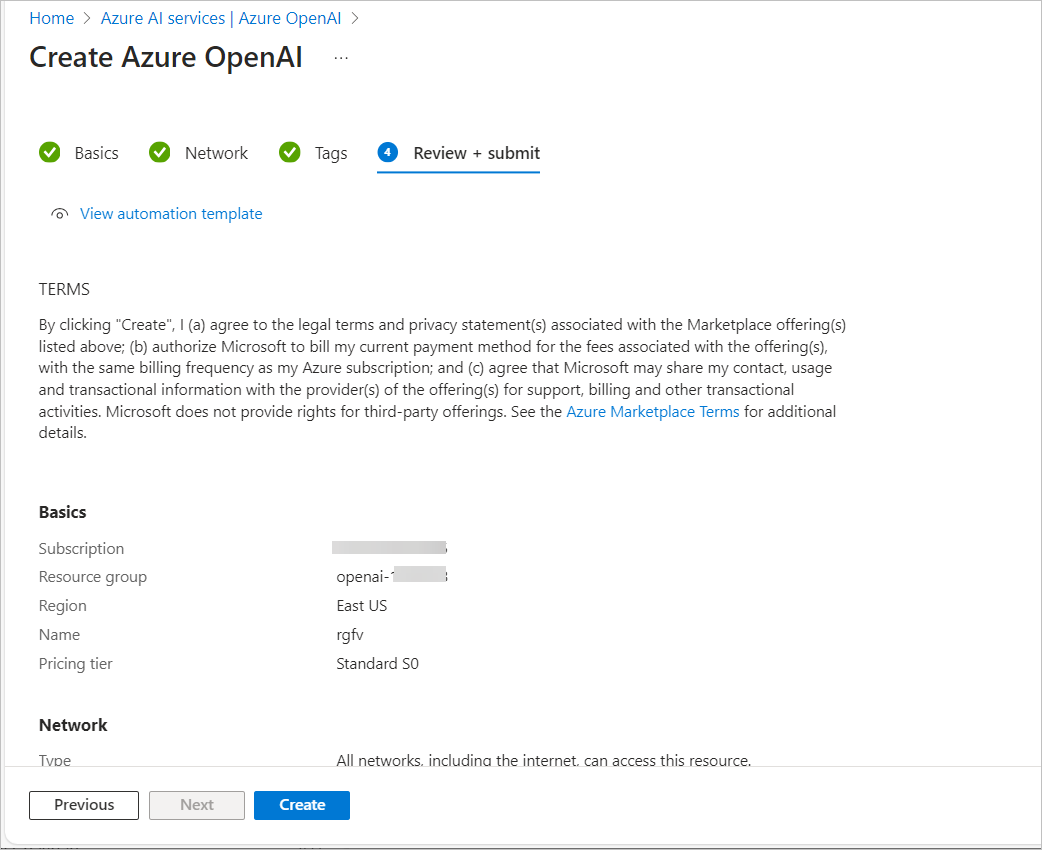 Home > Azure AI services | Azure OpenAI >
Create Azure OpenAI ...
Basics Network Tags 4 Review + submit
View automation template
TERMS
By clicking "Create", I (a) agree to the legal terms and privacy statement(s) associated with the Marketplace offering(s)
listed above; (b) authorize Microsoft to bill my current payment method for the fees associated with the offering(s),
with the same billing frequency as my Azure subscription; and (c) agree that Microsoft may share my contact, usage
and transactional information with the provider(s) of the offering(s) for support, billing and other transactional
activities. Microsoft does not provide rights for third-party offerings. See the Azure Marketplace Terms for additional
details.
Basics
Subscription
Resource group openai-
Region East US
Name rgfv
Pricing tier Standard S0
Network
Type All networks, including the internet, can access this resource.
Previous Next Create